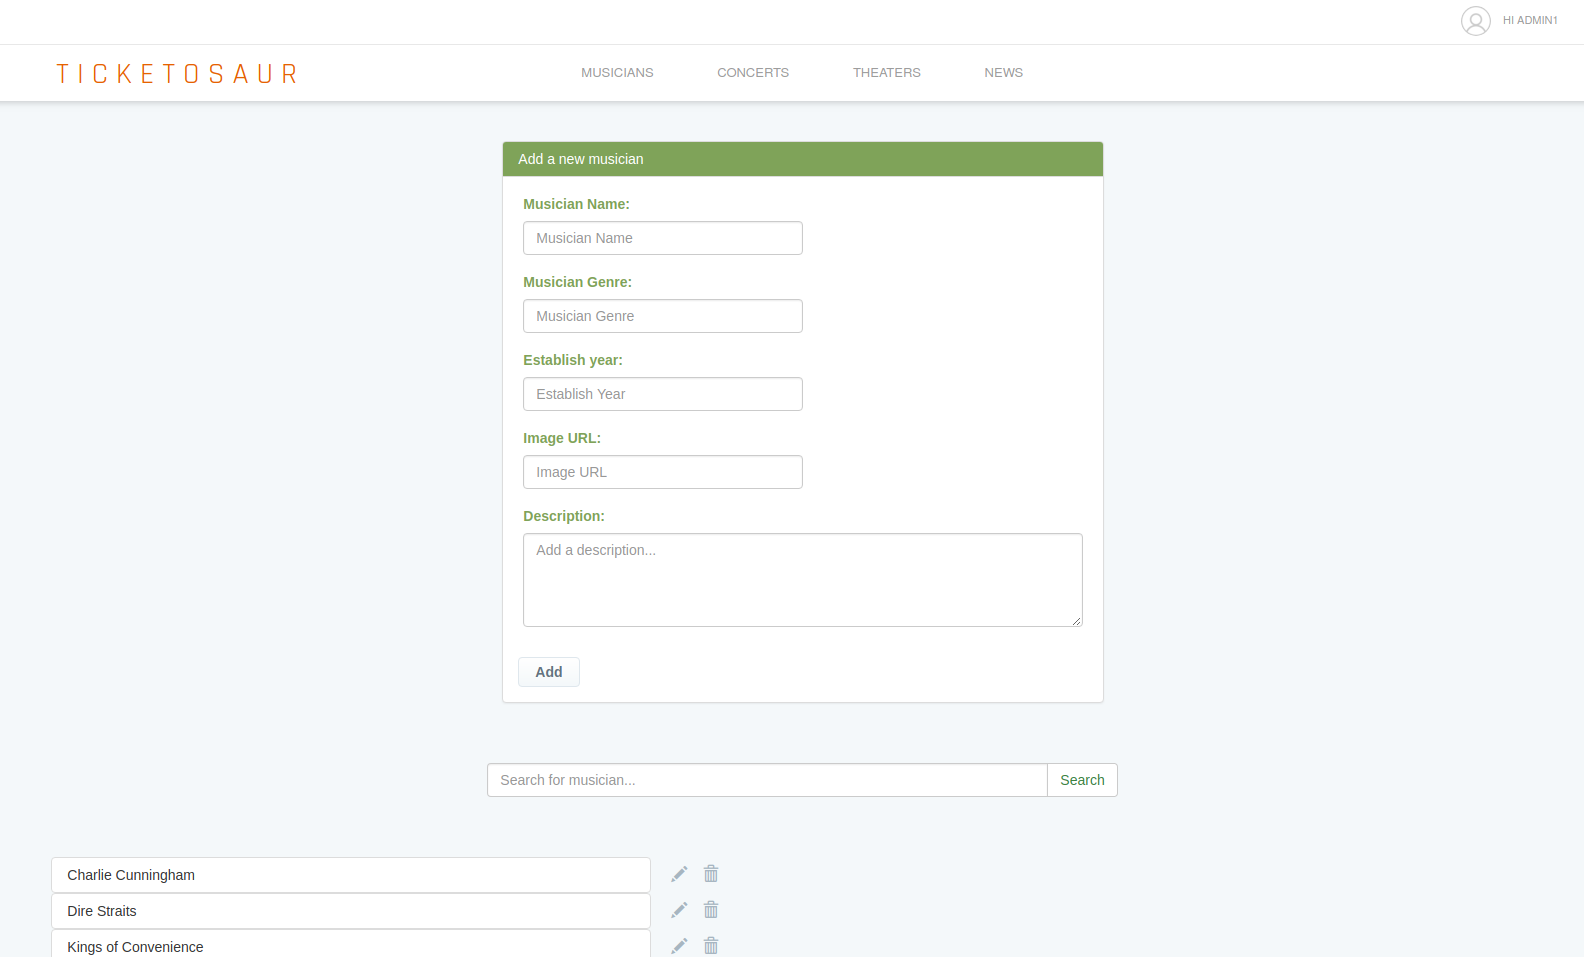 HI ADMIN1
TICKETOSAUR
MUSICIANS
CONCERTS
THEATERS
NEWS
Add a new musician
Musician Name:
Musician Name
Musician Genre:
Musician Genre
Establish year:
Establish Year
Image URL:
Image URL
Description:
Add a description...
Add
Search for musician...
Search
Charlie Cunningham
Dire Straits
Kings of Convenience